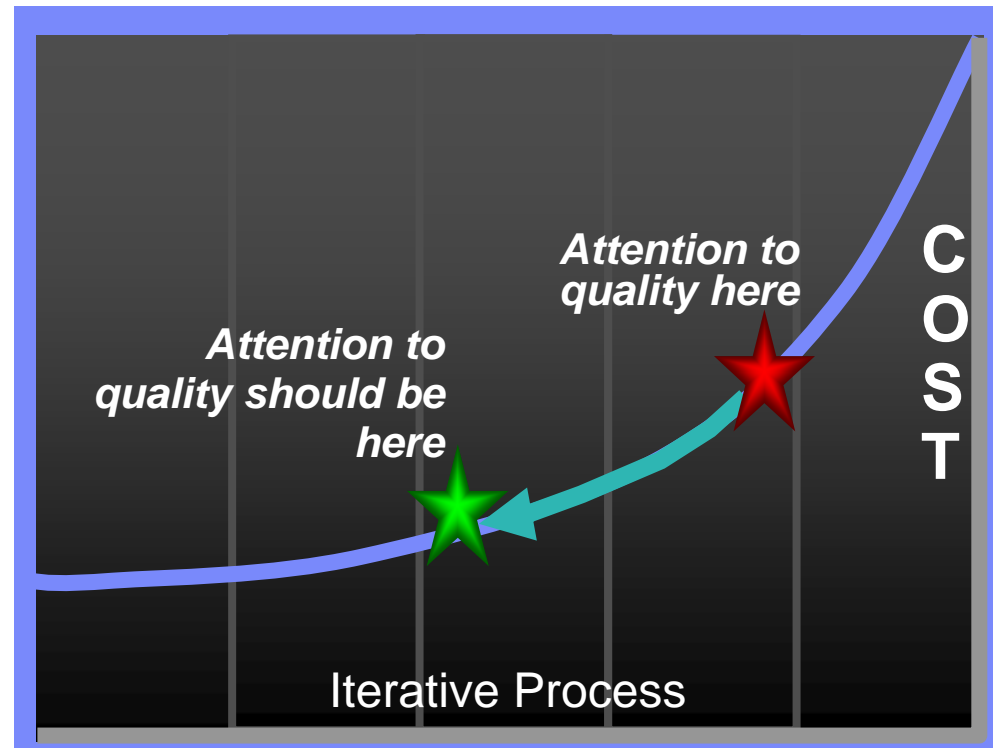 Attention to
quality here
Attention to
quality should be
here
C
O
S
T
Iterative Process